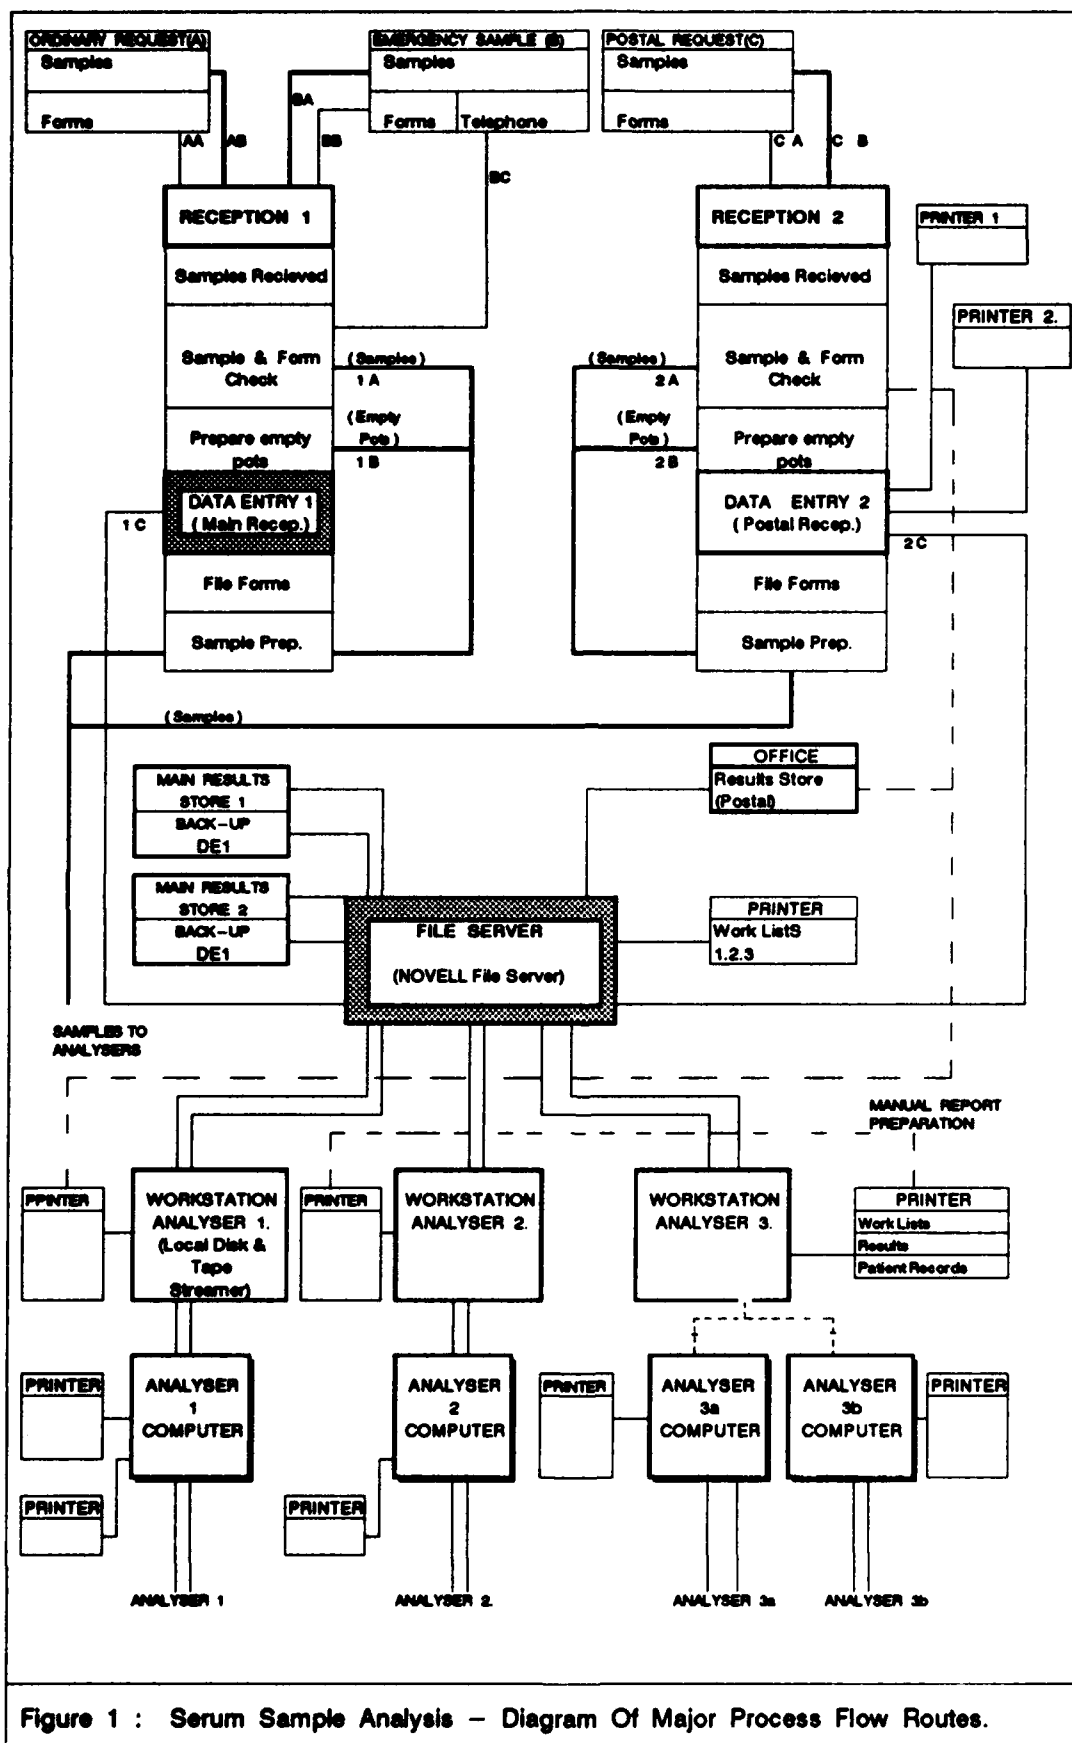 ORDINARY REQUEST(A)
Samples
Forms
EMERGENCY SAMPLE (B)
Samples
Forms
Telephone
POSTAL REQUEST(C)
Samples
Forms
AA
AB
BA
BB
BC
C A
C B
RECEPTION 1
Samples Recieved
Sample & Form
Check
Prepare empty
pots
DATA ENTRY 1
( Main Recep.)
File Forms
Sample Prep.
(Samples)
1 A
(Empty
Pots )
1 B
1 C
RECEPTION 2
Samples Recieved
Sample & Form
Check
Prepare empty
pots
DATA ENTRY 2
( Postal Recep.)
File Forms
Sample Prep.
(Samples)
2 A
(Empty
Pots )
2 B
2 C
PRINTER 1
PRINTER 2.
(Samples)
MAIN RESULTS
STORE 1
BACK-UP
DE1
MAIN RESULTS
STORE 2
BACK-UP
DE1
OFFICE
Results Store
(Postal)
FILE SERVER
(NOVELL File Server)
PRINTER
Work ListS
1.2.3
SAMPLES TO
ANALYSERS
MANUAL REPORT
PREPARATION
PPINTER
WORKSTATION
ANALYSER 1.
(Local Disk &
Tape
Streamer)
PRINTER
WORKSTATION
ANALYSER 2.
WORKSTATION
ANALYSER 3.
PRINTER
Work Lists
Results
Patient Records
PRINTER
ANALYSER
1
COMPUTER
PRINTER
ANALYSER
2
COMPUTER
PRINTER
PRINTER
ANALYSER
3a
COMPUTER
ANALYSER
3b
COMPUTER
PRINTER
ANALYSER 1
ANALYSER 2.
ANALYSER 3a
ANALYSER 3b
Figure 1 : Serum Sample Analysis - Diagram Of Major Process Flow Routes.